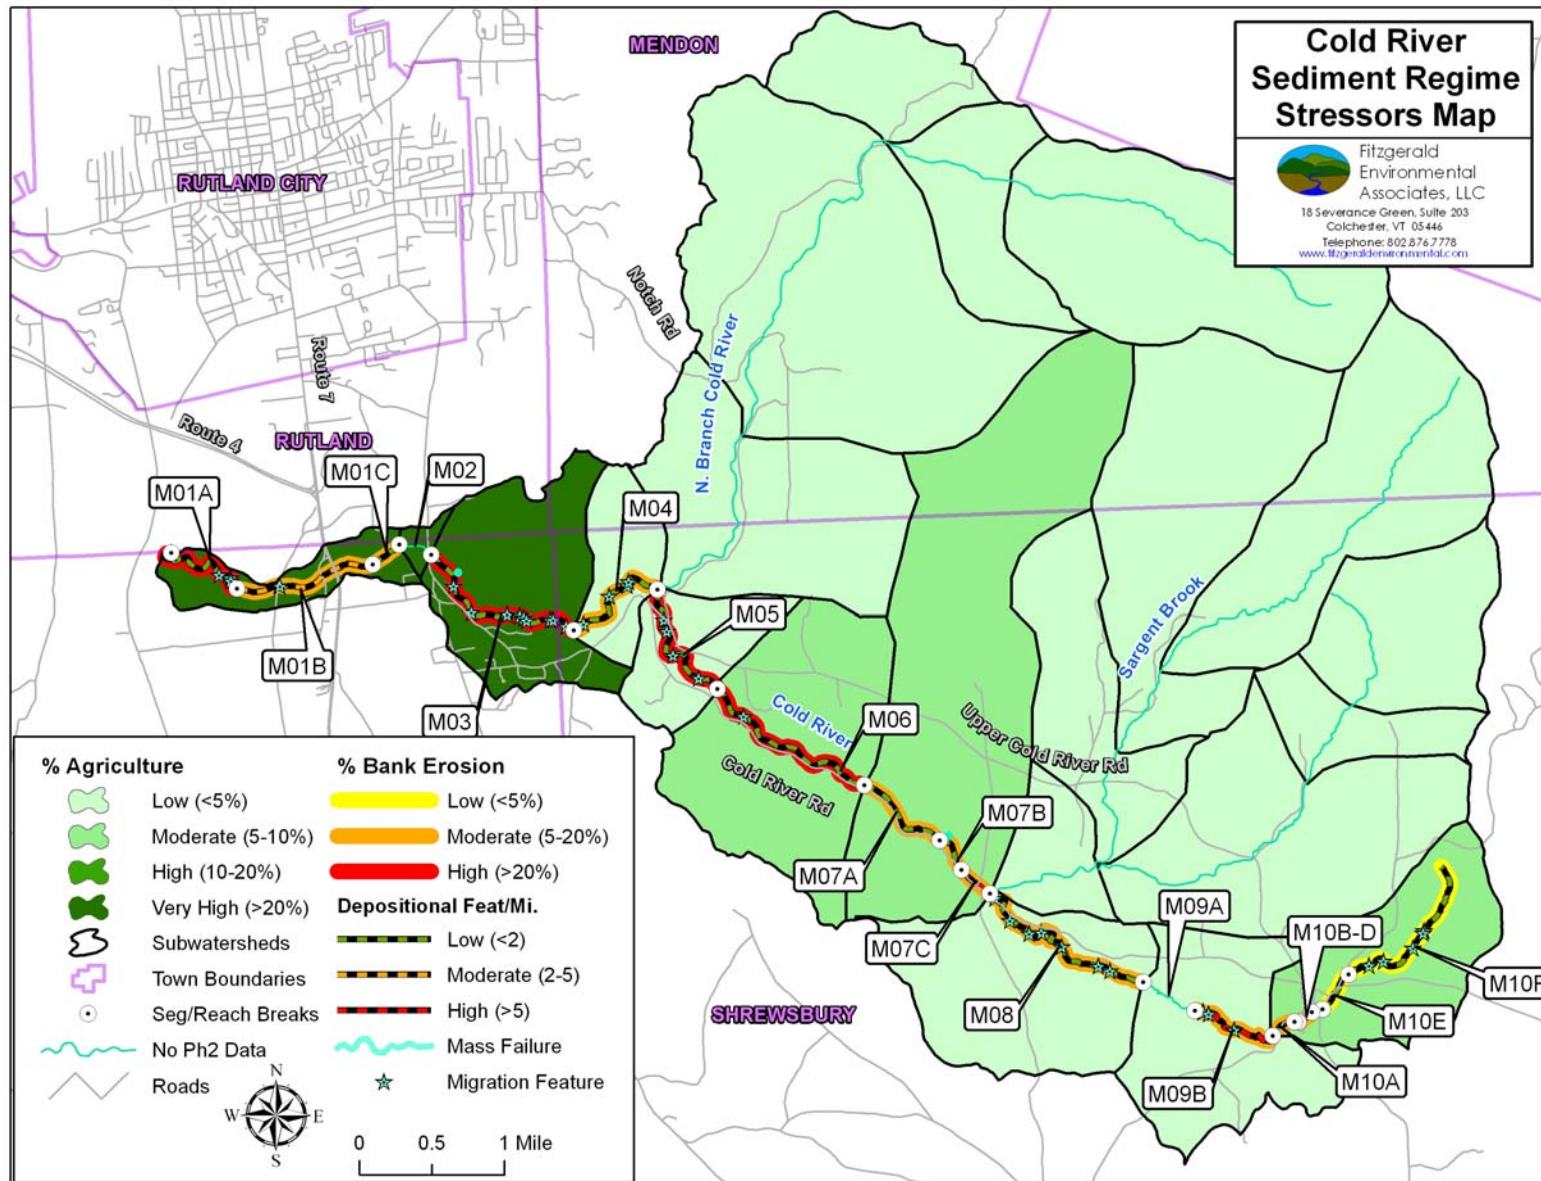 Cold River
Sediment Regime
Stressors Map
Fitzgerald
Environmental
Associates, LLC
18 Severance Green, Suite 203
Colchester, VT 05446
Telephone: 802.876.7778
www.fitzgeraldenvironmental.com
MENDON
RUTLAND CITY
Notch Rd
Route 7
N. Branch Cold River
Route 4
RUTLAND
M01C
M02
M01A
M04
M01B
M05
Sargent Brook
M03
Cold River
M06
Upper Cold River Rd
Cold River Rd
M07B
M07A
M09A
M10B-D
M07C
M08
SHREWSBURY
M10F
M10E
M10A
M09B
% Agriculture
Low (<5%)
Moderate (5-10%)
High (10-20%)
Very High (>20%)
Subwatersheds
Town Boundaries
Seg/Reach Breaks
No Ph2 Data
Roads
% Bank Erosion
Low (<5%)
Moderate (5-20%)
High (>20%)
Depositional Feat/Mi.
Low (<2)
Moderate (2-5)
High (>5)
Mass Failure
Migration Feature
N
W E
S
0 0.5 1 Mile